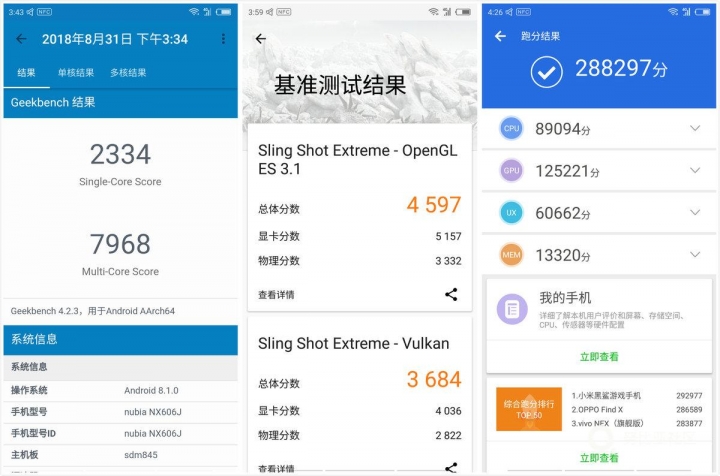 3:43 NFC
2018年8月31日 下午3:34
结果 单核结果 多核结果
Geekbench 结果
2334
Single-Core Score
7968
Multi-Core Score
Geekbench 4.2.3，用于Android AArch64
系统信息
系统信息
操作系统 Android 8.1.0
手机型号 nubia NX606J
手机型号ID nubia NX606J
主机板 sdm845
3:59 NFC
基准测试结果
Sling Shot Extreme - OpenGL
ES 3.1
总体分数 4 597
显卡分数 5 157
物理分数 3 332
查看详情
Sling Shot Extreme - Vulkan
总体分数 3 684
显卡分数 4 036
物理分数 2 822
查看详情
4:26 NFC
跑分结果
288297分
CPU 89094分
GPU 125221分
UX 60662分
MEM 13320分
我的手机
详细了解本机用户评价和屏幕、存储空间、
CPU、传感器等硬件配置
立即查看
综合跑分排行
TOP 50
1.小米黑鲨游戏手机 292977
2.OPPO Find X 286589
3.vivo NEX（旗舰版） 283877
立即查看